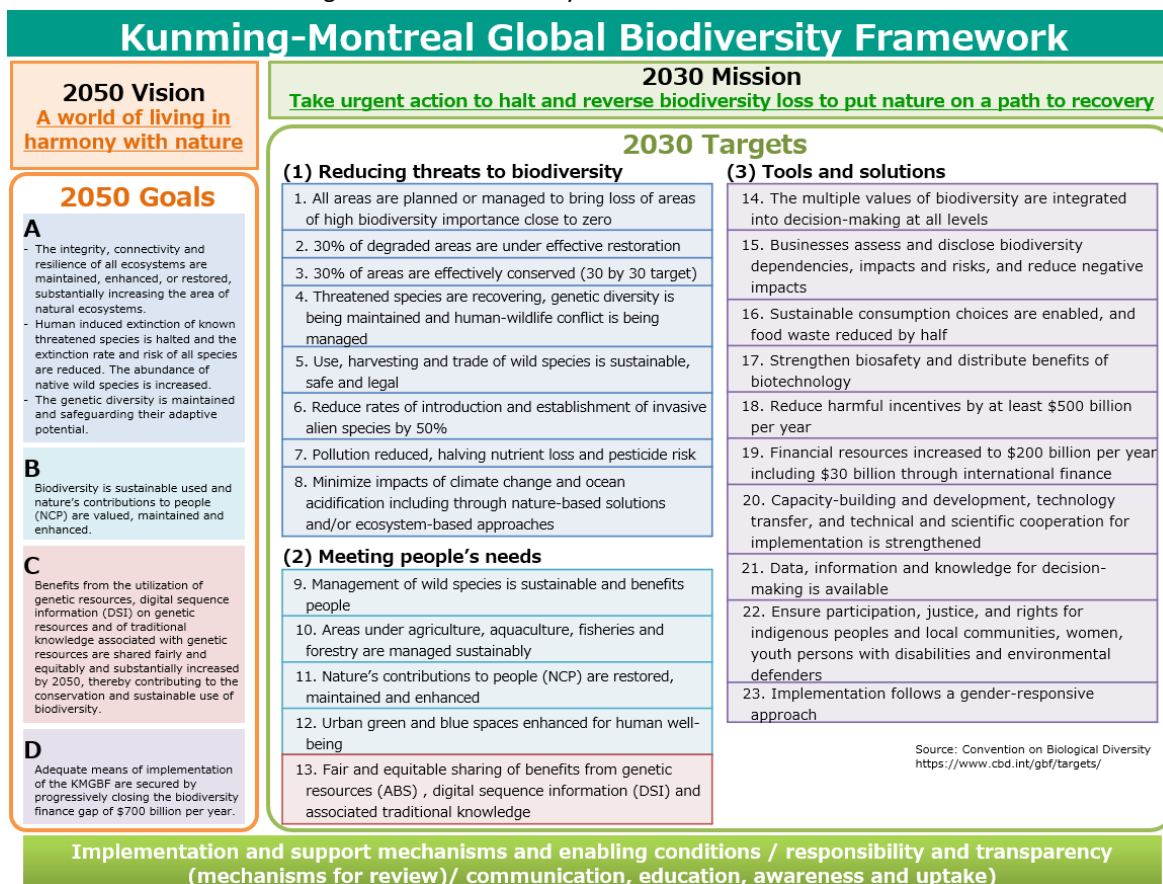 Kunming-Montreal Global Biodiversity Framework
2050 Vision
A world of living in
harmony with nature
2030 Mission
Take urgent action to halt and reverse biodiversity loss to put nature on a path to recovery
2050 Goals
A
- The integrity, connectivity and
resilience of all ecosystems are
maintained, enhanced, or restored,
substantially increasing the area of
natural ecosystems.
- Human induced extinction of known
threatened species is halted and the
extinction rate and risk of all species
are reduced. The abundance of
native wild species is increased.
- The genetic diversity is maintained
and safeguarding their adaptive
potential.
B
Biodiversity is sustainable used and
nature's contributions to people
(NCP) are valued, maintained and
enhanced.
C
Benefits from the utilization of
genetic resources, digital sequence
information (DSI) on genetic
resources and of traditional
knowledge associated with genetic
resources are shared fairly and
equitably and substantially increased
by 2050, thereby contributing to the
conservation and sustainable use of
biodiversity.
D
Adequate means of implementation
of the KMGBF are secured by
progressively closing the biodiversity
finance gap of $700 billion per year.
2030 Targets
(1) Reducing threats to biodiversity
1. All areas are planned or managed to bring loss of areas
of high biodiversity importance close to zero
2. 30% of degraded areas are under effective restoration
3. 30% of areas are effectively conserved (30 by 30 target)
4. Threatened species are recovering, genetic diversity is
being maintained and human-wildlife conflict is being
managed
5. Use, harvesting and trade of wild species is sustainable,
safe and legal
6. Reduce rates of introduction and establishment of invasive
alien species by 50%
7. Pollution reduced, halving nutrient loss and pesticide risk
8. Minimize impacts of climate change and ocean
acidification including through nature-based solutions
and/or ecosystem-based approaches
(2) Meeting people's needs
9. Management of wild species is sustainable and benefits
people
10. Areas under agriculture, aquaculture, fisheries and
forestry are managed sustainably
11. Nature's contributions to people (NCP) are restored,
maintained and enhanced
12. Urban green and blue spaces enhanced for human well-
being
13. Fair and equitable sharing of benefits from genetic
resources (ABS) , digital sequence information (DSI) and
associated traditional knowledge
(3) Tools and solutions
14. The multiple values of biodiversity are integrated
into decision-making at all levels
15. Businesses assess and disclose biodiversity
dependencies, impacts and risks, and reduce negative
impacts
16. Sustainable consumption choices are enabled, and
food waste reduced by half
17. Strengthen biosafety and distribute benefits of
biotechnology
18. Reduce harmful incentives by at least $500 billion
per year
19. Financial resources increased to $200 billion per year
including $30 billion through international finance
20. Capacity-building and development, technology
transfer, and technical and scientific cooperation for
implementation is strengthened
21. Data, information and knowledge for decision-
making is available
22. Ensure participation, justice, and rights for
indigenous peoples and local communities, women,
youth persons with disabilities and environmental
defenders
23. Implementation follows a gender-responsive
approach
Source: Convention on Biological Diversity
https://www.cbd.int/gbf/targets/
Implementation and support mechanisms and enabling conditions / responsibility and transparency
(mechanisms for review)/ communication, education, awareness and uptake)